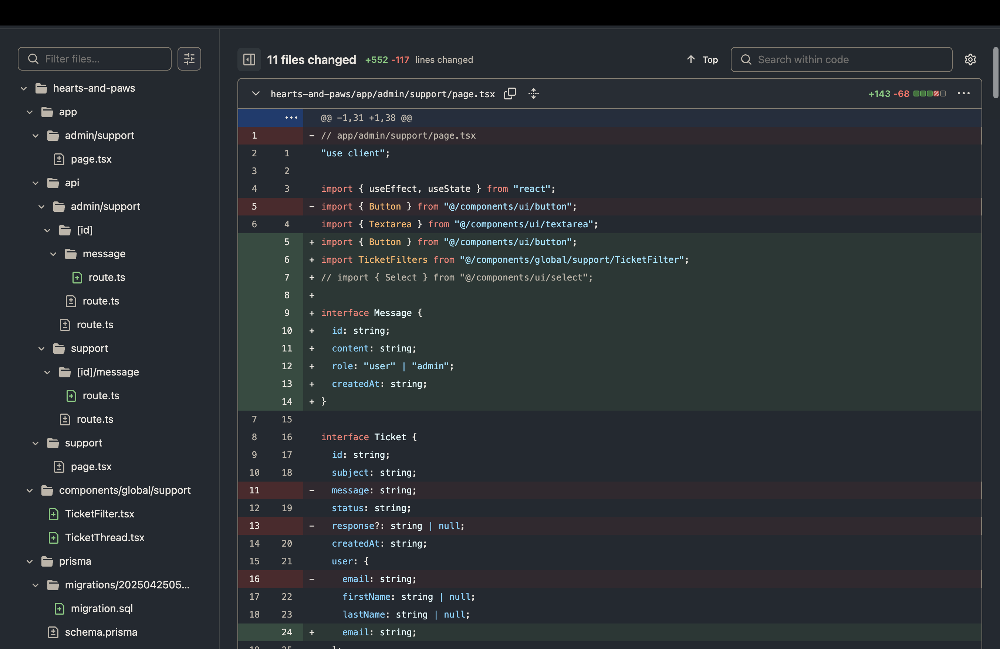 Filter files...
hearts-and-paws
app
admin/support
page.tsx
api
admin/support
[id]
message
route.ts
route.ts
route.ts
support
[id]/message
route.ts
route.ts
support
page.tsx
components/global/support
TicketFilter.tsx
TicketThread.tsx
prisma
migrations/2025042505...
migration.sql
schema.prisma
11 files changed +552 -117 lines changed
Top
Search within code
hearts-and-paws/app/admin/support/page.tsx
+143 -68
@@ -1,31 +1,38 @@
1 - // app/admin/support/page.tsx
2 1 "use client";
3 2
4 3 import { useEffect, useState } from "react";
5 - import { Button } from "@/components/ui/button";
6 4 import { Textarea } from "@/components/ui/textarea";
5 + import { Button } from "@/components/ui/button";
6 + import TicketFilters from "@/components/global/support/TicketFilter";
7 + // import { Select } from "@/components/ui/select";
8 +
9 + interface Message {
10 + id: string;
11 + content: string;
12 + role: "user" | "admin";
13 + createdAt: string;
14 + }
7 15
8 16 interface Ticket {
9 17 id: string;
10 18 subject: string;
11 - message: string;
12 19 status: string;
13 - response?: string | null;
14 20 createdAt: string;
15 21 user: {
16 - email: string;
17 22 firstName: string | null;
18 23 lastName: string | null;
24 + email: string;
19 25 };